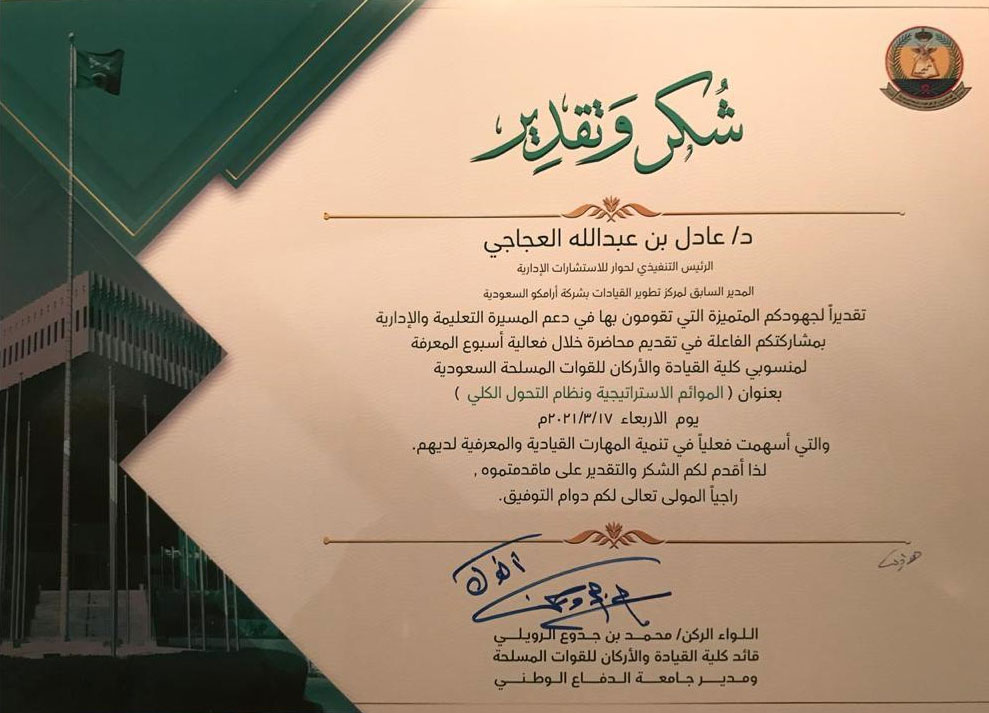 شُكر وَتقدِير
د/ عادل بن عبدالله العجاجي
الرئيس التنفيذي لحوار للاستشارات الإدارية
المدير السابق لمركز تطوير القيادات بشركة أرامكو السعودية
تقديراً لجهودكم المتميزة التي تقومون بها في دعم المسيرة التعليمة والإدارية
بمشاركتكم الفاعلة في تقديم محاضرة خلال فعالية أسبوع المعرفة
لمنسوبي كلية القيادة والأركان للقوات المسلحة السعودية
بعنوان ( الموائم الاستراتيجية ونظام التحول الكلي )
يوم الاربعاء ٢٠٢١/٣/١٧م
والتي أسهمت فعلياً في تنمية المهارت القيادية والمعرفية لديهم.
لذا أقدم لكم الشكر والتقدير على ماقدمتموه ,
راجياً المولى تعالى لكم دوام التوفيق.
اللواء الركن/ محمد بن جدوع الرويلي
قائد كلية القيادة والأركان للقوات المسلحة
ومدير جامعة الدفاع الوطني